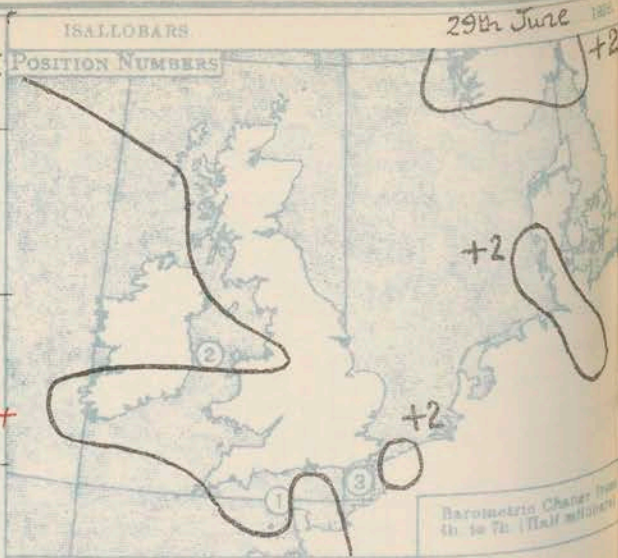 ISALLOBARS
29th June
POSITION NUMBERS
+2
+2
2
+2
3
1
Barometric Change from
4h. to 7h. (Half millibars)